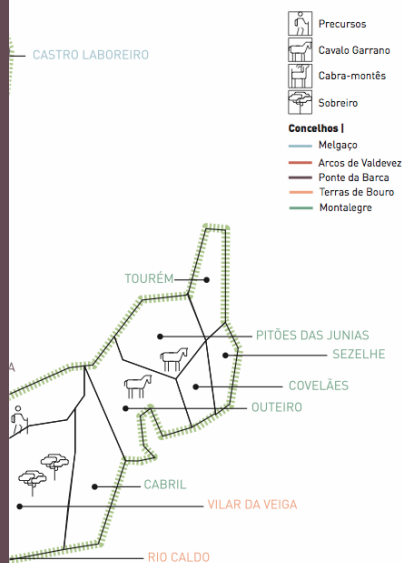 CASTRO LABOREIRO
Precursos
Cavalo Garrano
Cabra-montês
Sobreiro
Concelhos |
Melgaço
Arcos de Valdevez
Ponte da Barca
Terras de Bouro
Montalegre
TOURÉM
PITÕES DAS JUNIAS
SEZELHE
A
COVELÃES
OUTEIRO
CABRIL
VILAR DA VEIGA
RIO CALDO